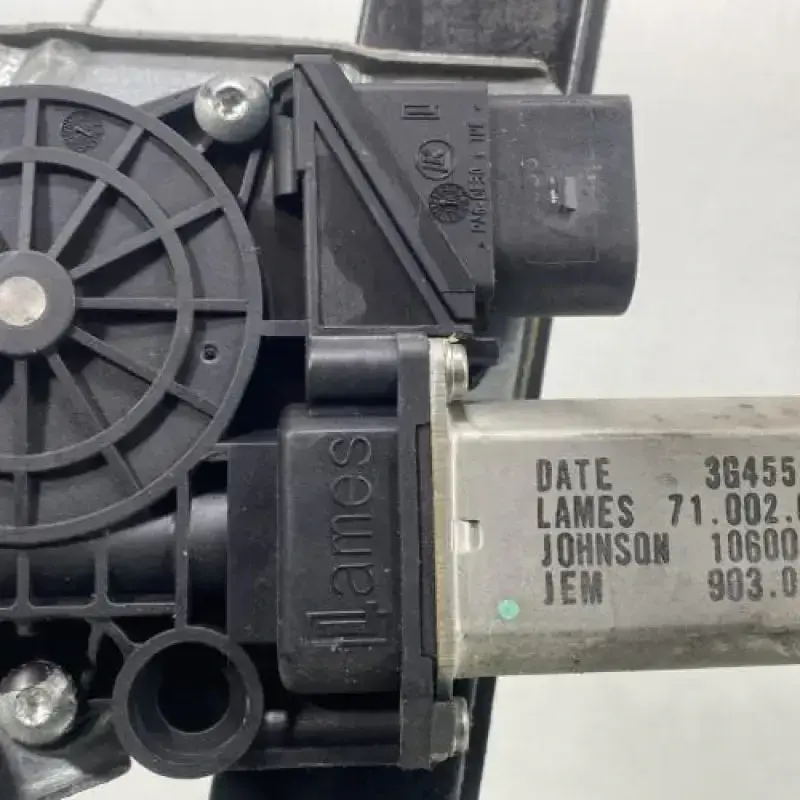 DATE 3G455
LAMES 71.002.
JOHNSON 10600
JEM 903.0
Lames